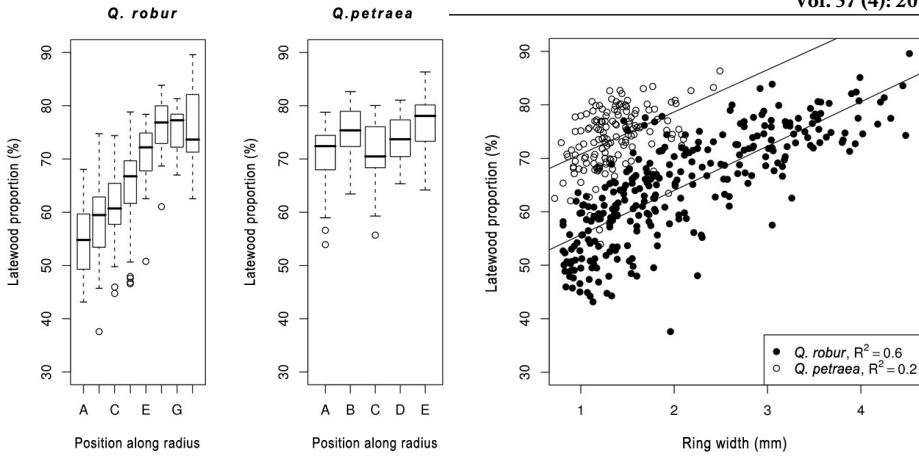 Vol. 37 (4): 20
Q. robur
Q.petraea
Latewood proportion (%)
90
80
70
60
50
40
30
A C E G
Position along radius
Latewood proportion (%)
90
80
70
60
50
40
30
A B C D E
Position along radius
Latewood proportion (%)
90
80
70
60
50
40
30
1 2 3 4
Ring width (mm)
Q. robur, R² = 0.6
Q. petraea, R² = 0.2